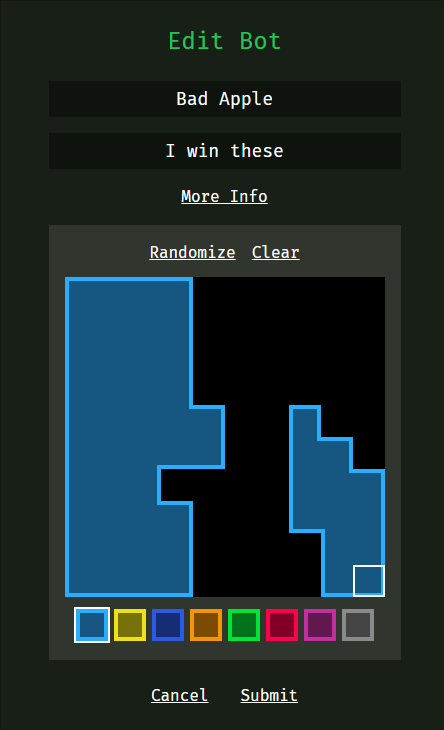 Edit Bot
Bad Apple
I win these
More Info
Randomize Clear
Cancel Submit